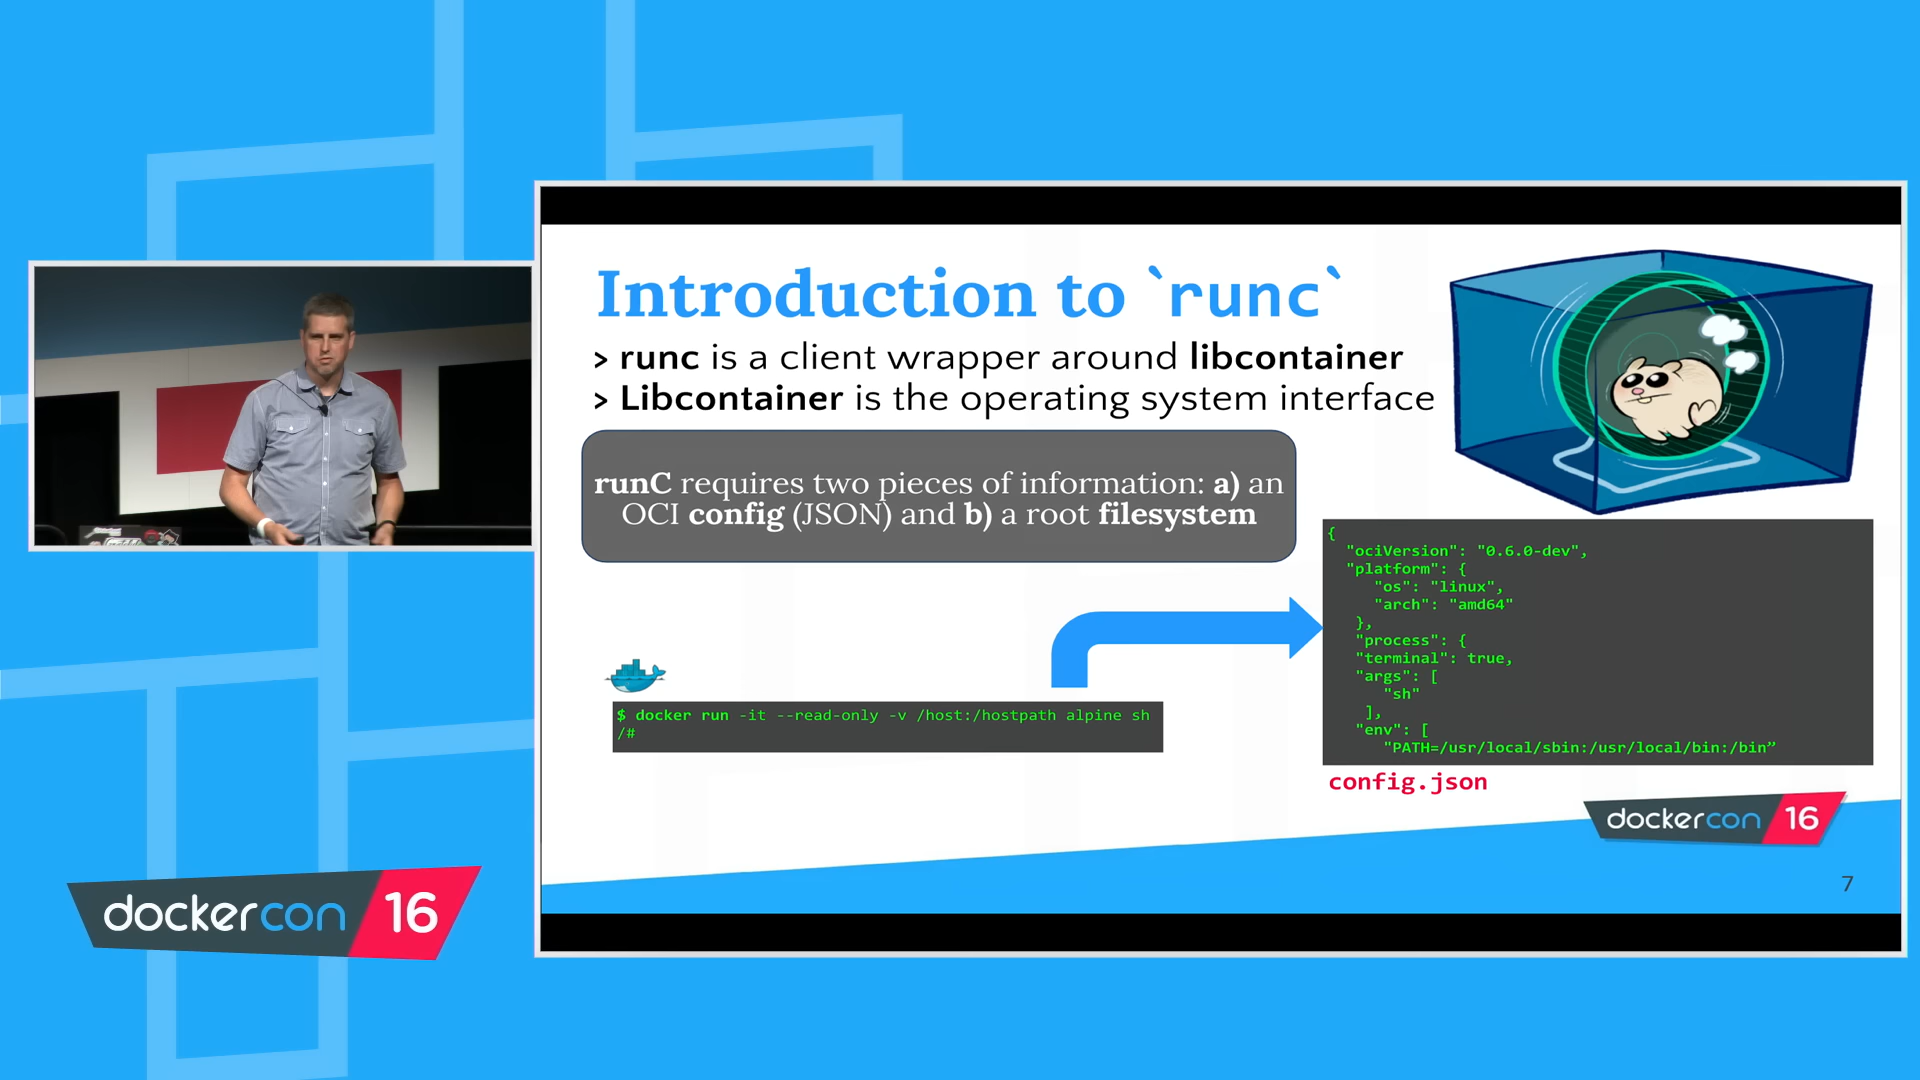 Introduction to `runc`
> runc is a client wrapper around libcontainer
> Libcontainer is the operating system interface
runC requires two pieces of information: a) an
OCI config (JSON) and b) a root filesystem
$ docker run -it --read-only -v /host:/hostpath alpine sh
/#
{
"ociVersion": "0.6.0-dev",
"platform": {
"os": "linux",
"arch": "amd64"
},
"process": {
"terminal": true,
"args": [
"sh"
],
"env": [
"PATH=/usr/local/sbin:/usr/local/bin:/bin”
config.json
dockercon 16
7
dockercon 16